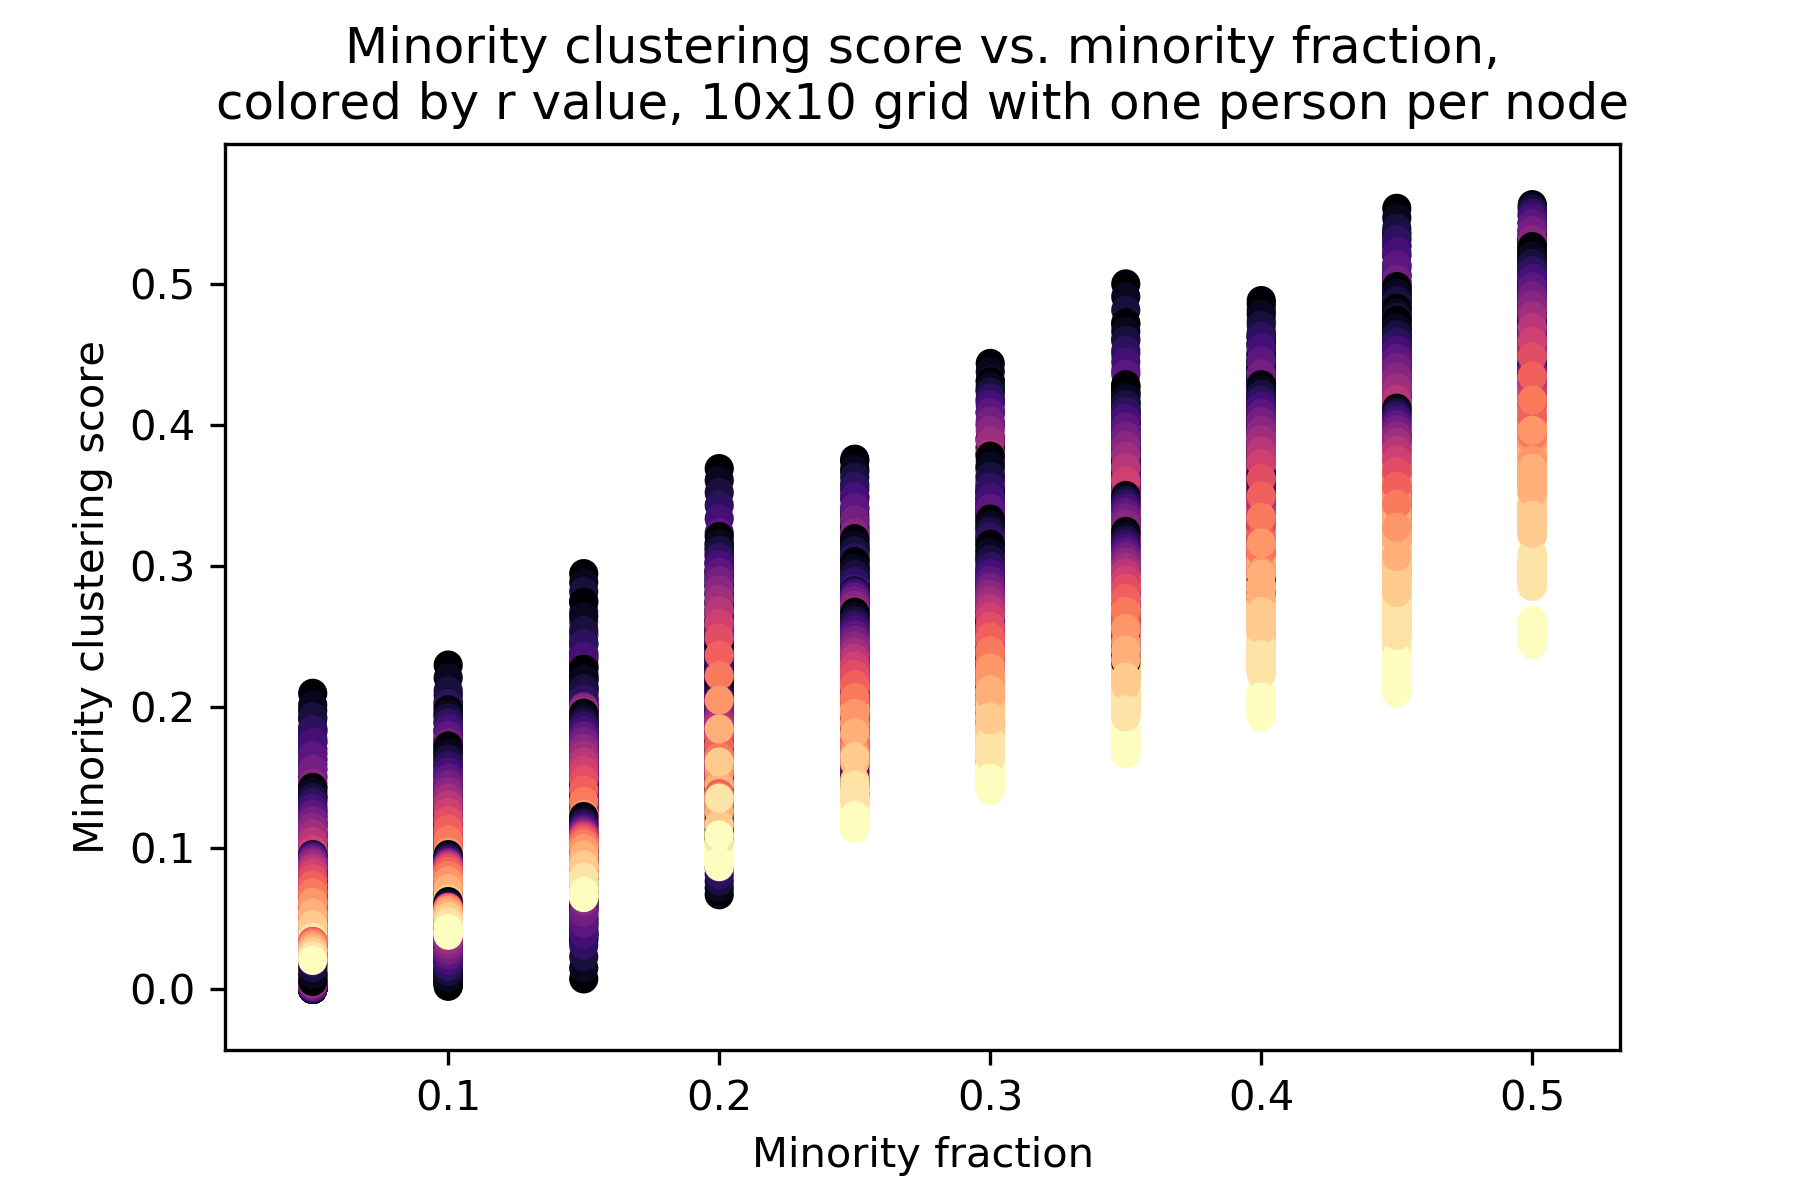 Minority clustering score vs. minority fraction,
colored by r value, 10x10 grid with one person per node
Minority clustering score
0.5
0.4
0.3
0.2
0.1
0.0
0.1
0.2
0.3
0.4
0.5
Minority fraction